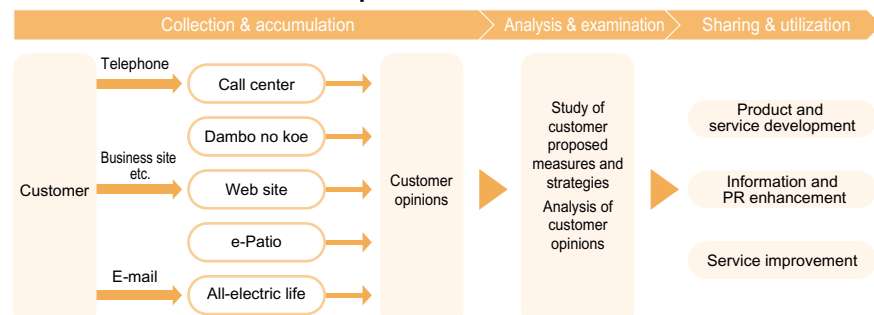 Collection & accumulation
Analysis & examination
Sharing & utilization
Customer
Telephone
Business site
etc.
E-mail
Call center
Dambo no koe
Web site
e-Patio
All-electric life
Customer
opinions
Study of
customer
proposed
measures and
strategies
Analysis of
customer
opinions
Product and
service development
Information and
PR enhancement
Service improvement